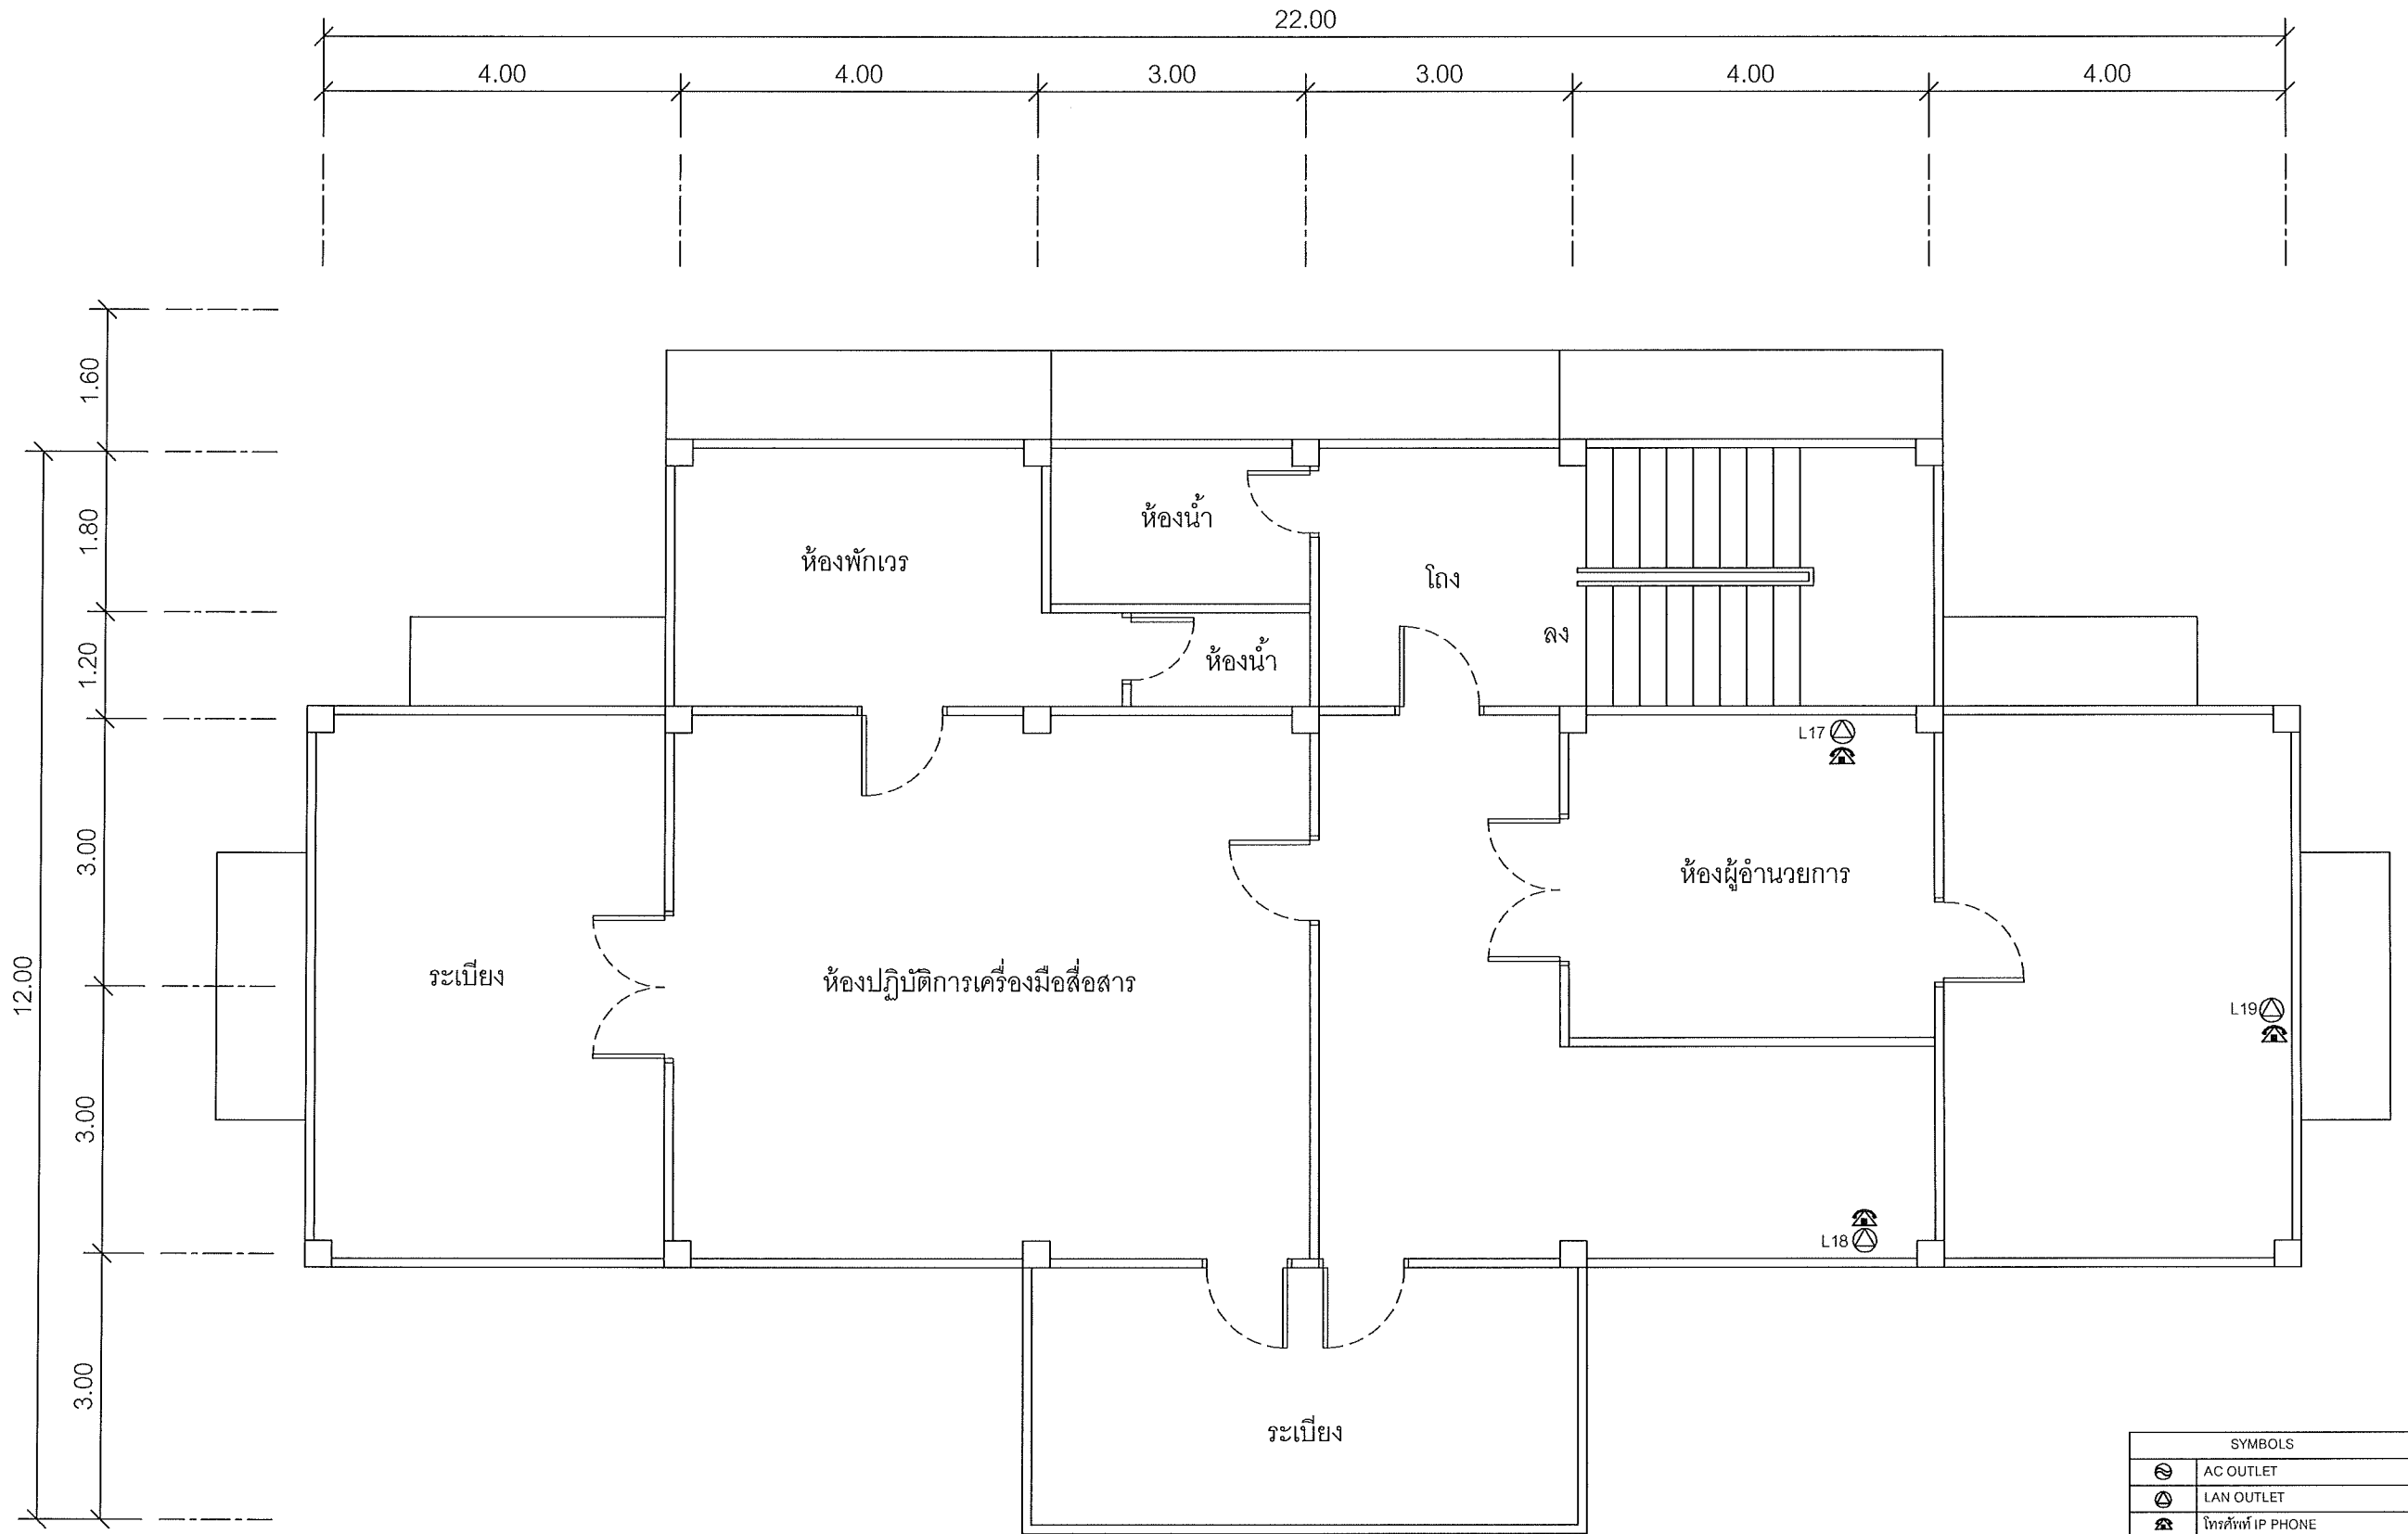 22.00
4.00 4.00 3.00 3.00 4.00 4.00
1.60
1.80
1.20
3.00
12.00
3.00
3.00
ห้องน้ำ
ห้องพักเวร
โถง
ลง
ห้องน้ำ
L17
ห้องผู้อำนวยการ
ระเบียง
ห้องปฏิบัติการเครื่องมือสื่อสาร
L19
L18
ระเบียง
SYMBOLS
AC OUTLET
LAN OUTLET
โทรศัพท์ IP PHONE